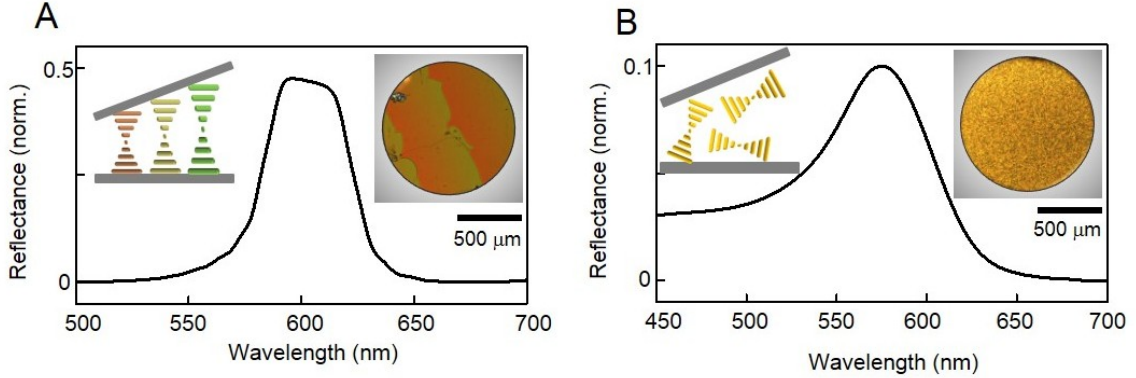 A
Reflectance (norm.)
0.5
0
500 μm
500 550 600 650 700
Wavelength (nm)
B
Reflectance (norm.)
0.1
0
500 μm
450 500 550 600 650 700
Wavelength (nm)